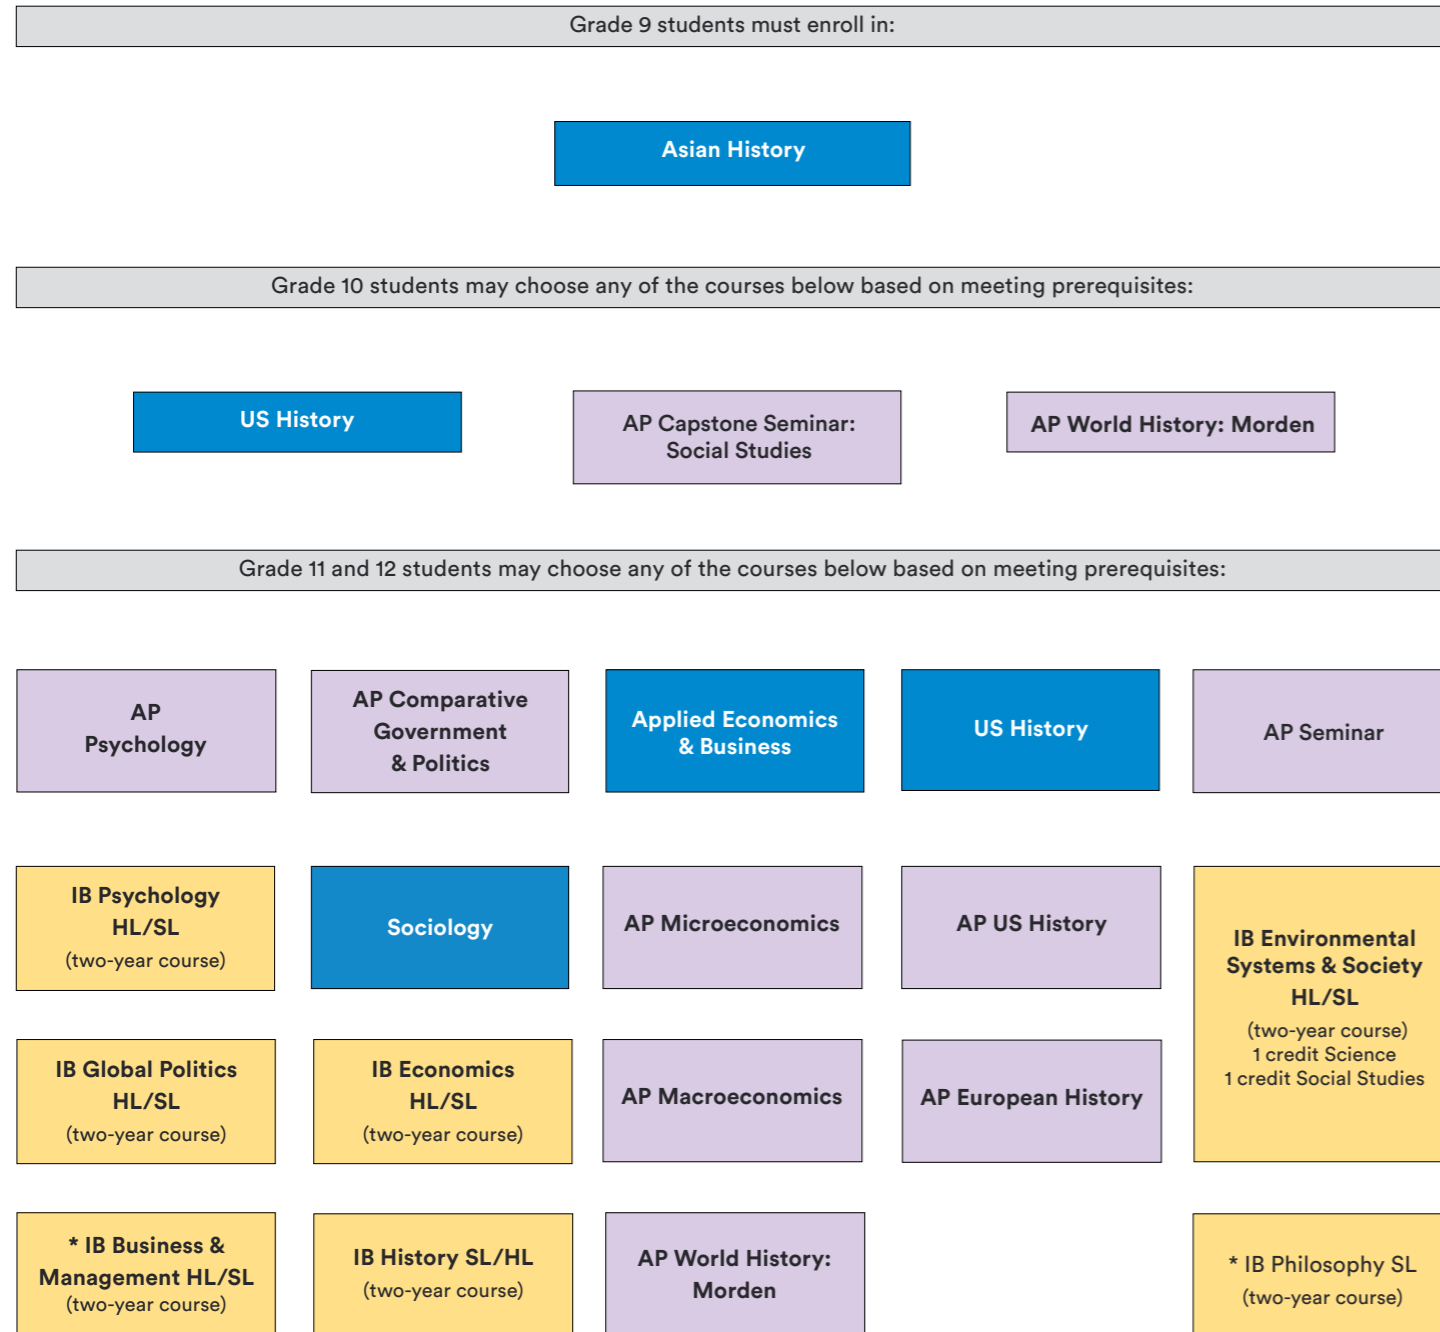 Grade 9 students must enroll in:
Asian History
Grade 10 students may choose any of the courses below based on meeting prerequisites:
US History
AP Capstone Seminar:
Social Studies
AP World History: Morden
Grade 11 and 12 students may choose any of the courses below based on meeting prerequisites:
AP
Psychology
AP Comparative
Government
& Politics
Applied Economics
& Business
US History
AP Seminar
IB Psychology
HL/SL
(two-year course)
Sociology
AP Microeconomics
AP US History
IB Environmental
Systems & Society
HL/SL
(two-year course)
1 credit Science
1 credit Social Studies
IB Global Politics
HL/SL
(two-year course)
IB Economics
HL/SL
(two-year course)
AP Macroeconomics
AP European History
* IB Business &
Management HL/SL
(two-year course)
IB History SL/HL
(two-year course)
AP World History:
Morden
* IB Philosophy SL
(two-year course)